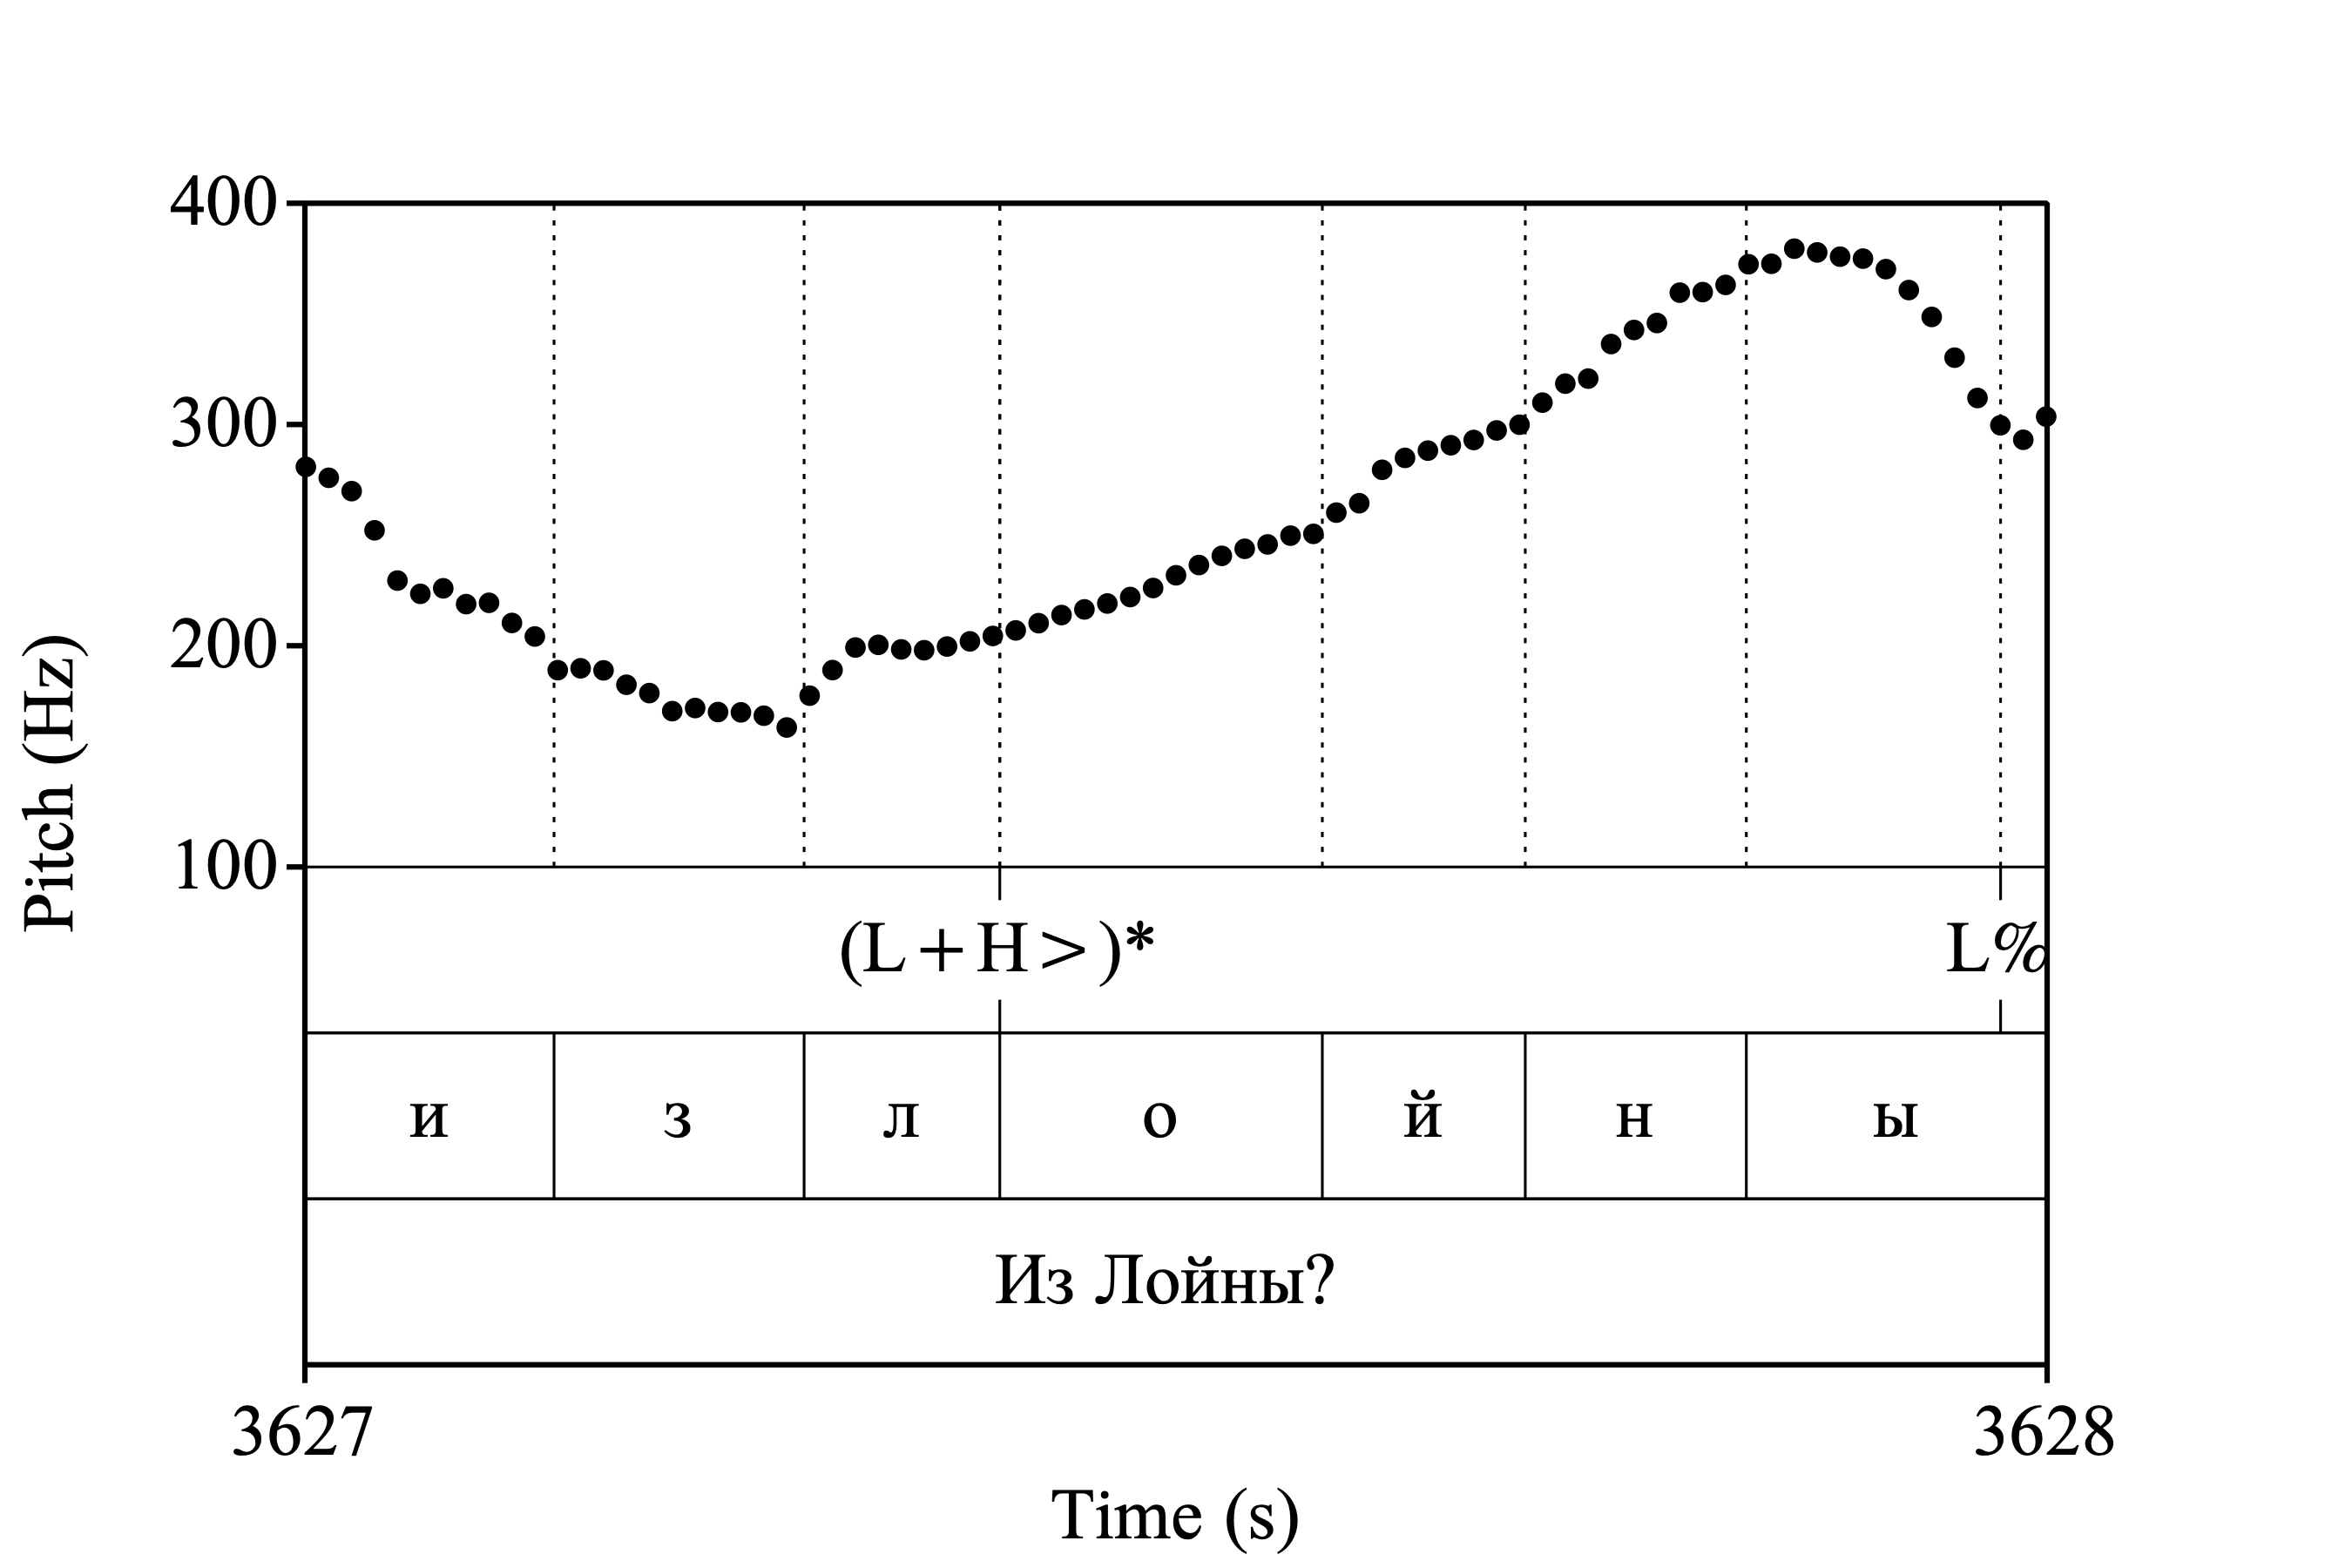 400
300
200
100
Pitch (Hz)
(L+H>)* L%
и з л о й н ы
Из Лойны?
3627 3628
Time (s)